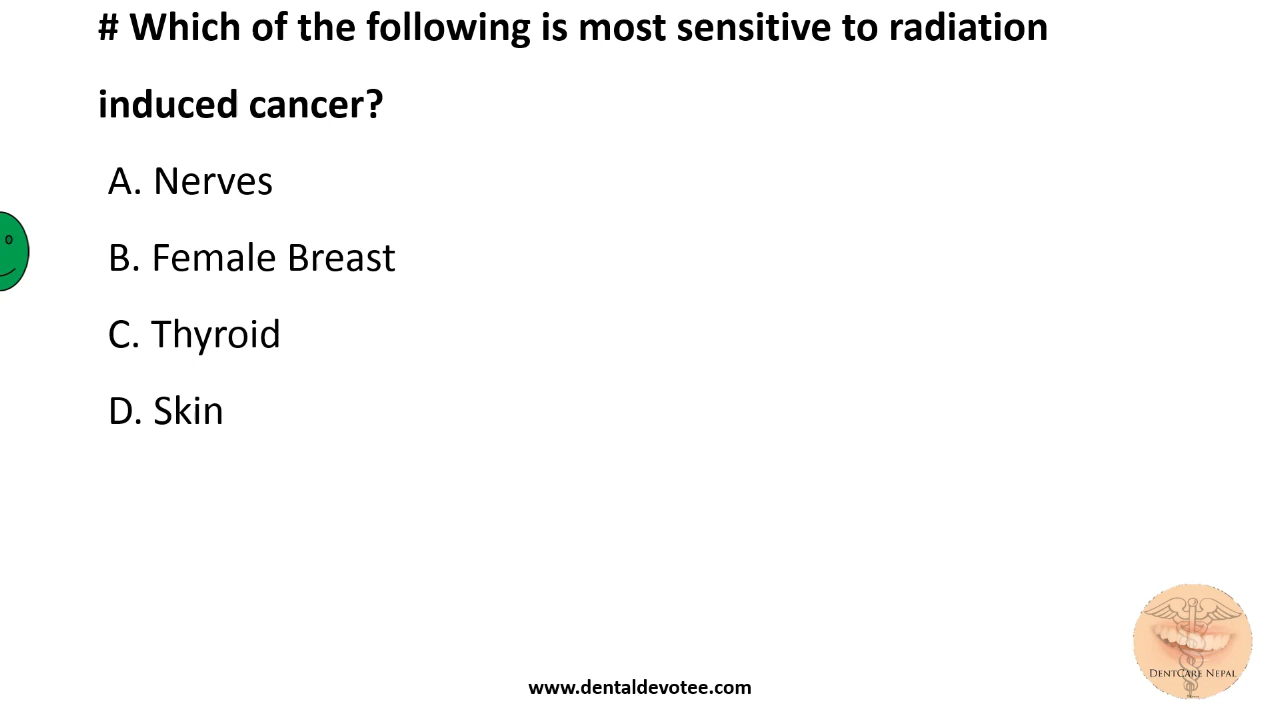 # Which of the following is most sensitive to radiation
induced cancer?
A. Nerves
B. Female Breast
C. Thyroid
D. Skin
DENTCARE NEPAL
www.dentaldevotee.com